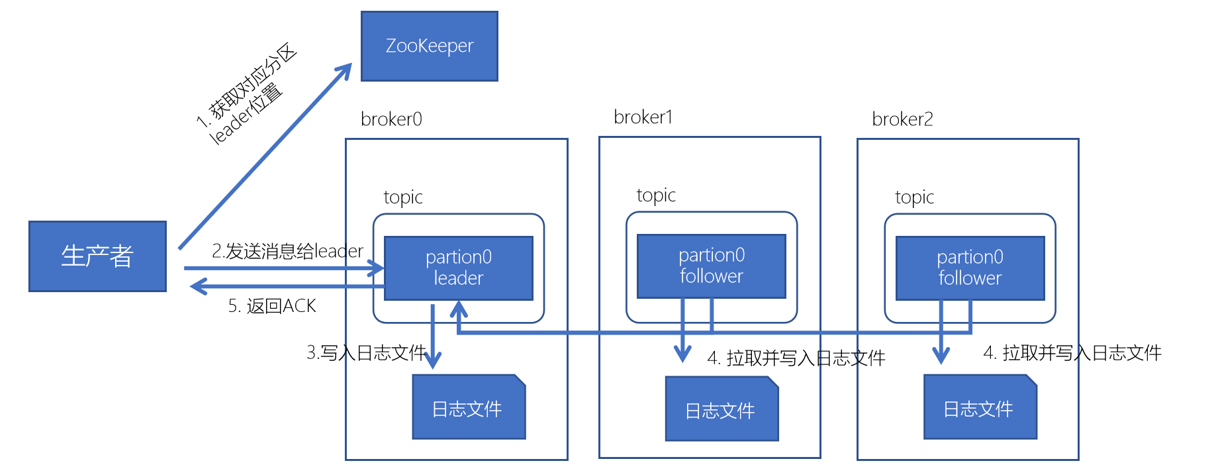 ZooKeeper
1. 获取对应分区
leader位置
broker0
broker1
broker2
topic
topic
topic
生产者
2.发送消息给leader
partion0
leader
partion0
follower
partion0
follower
5. 返回ACK
3.写入日志文件
4. 拉取并写入日志文件
4. 拉取并写入日志文件
日志文件
日志文件
日志文件